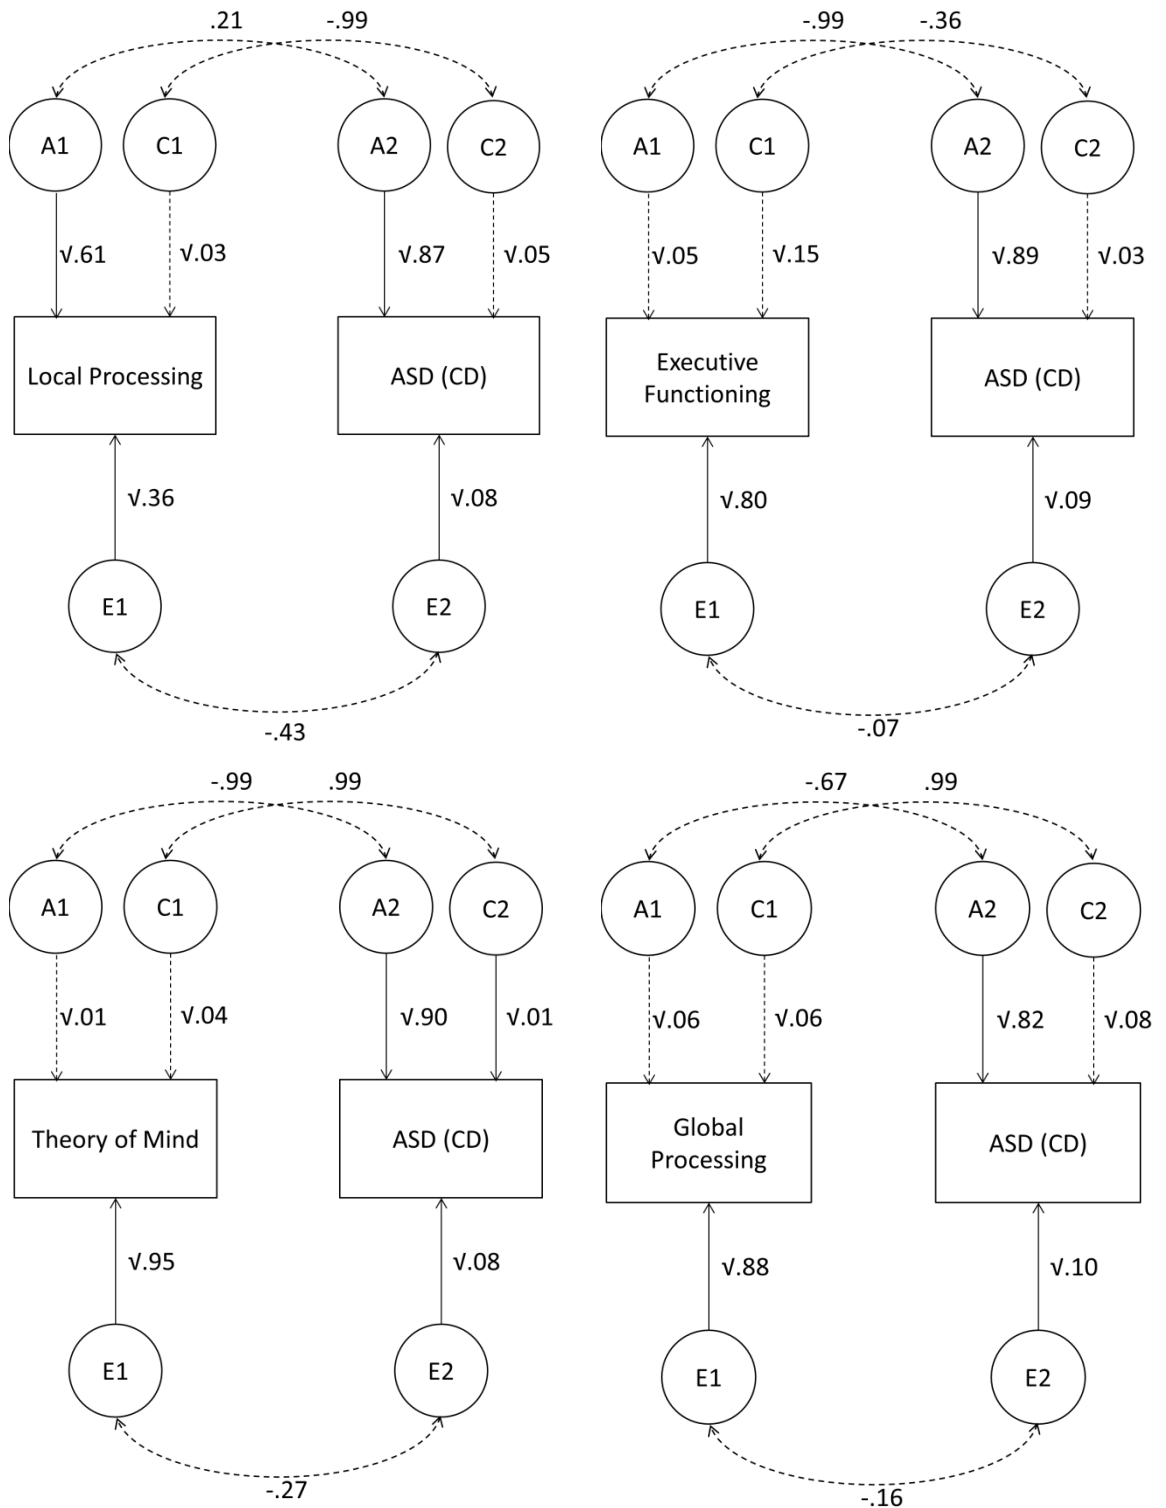 .21 -.99
A1 C1 A2 C2
√.61 √.03 √.87 √.05
Local Processing ASD (CD)
√.36 √.08
E1 E2
-.43
-.99 -.36
A1 C1 A2 C2
√.05 √.15 √.89 √.03
Executive
Functioning
ASD (CD)
√.80 √.09
E1 E2
-.07
-.99 .99
A1 C1 A2 C2
√.01 √.04 √.90 √.01
Theory of Mind ASD (CD)
√.95 √.08
E1 E2
-.27
-.67 .99
A1 C1 A2 C2
√.06 √.06 √.82 √.08
Global
Processing
ASD (CD)
√.88 √.10
E1 E2
-.16